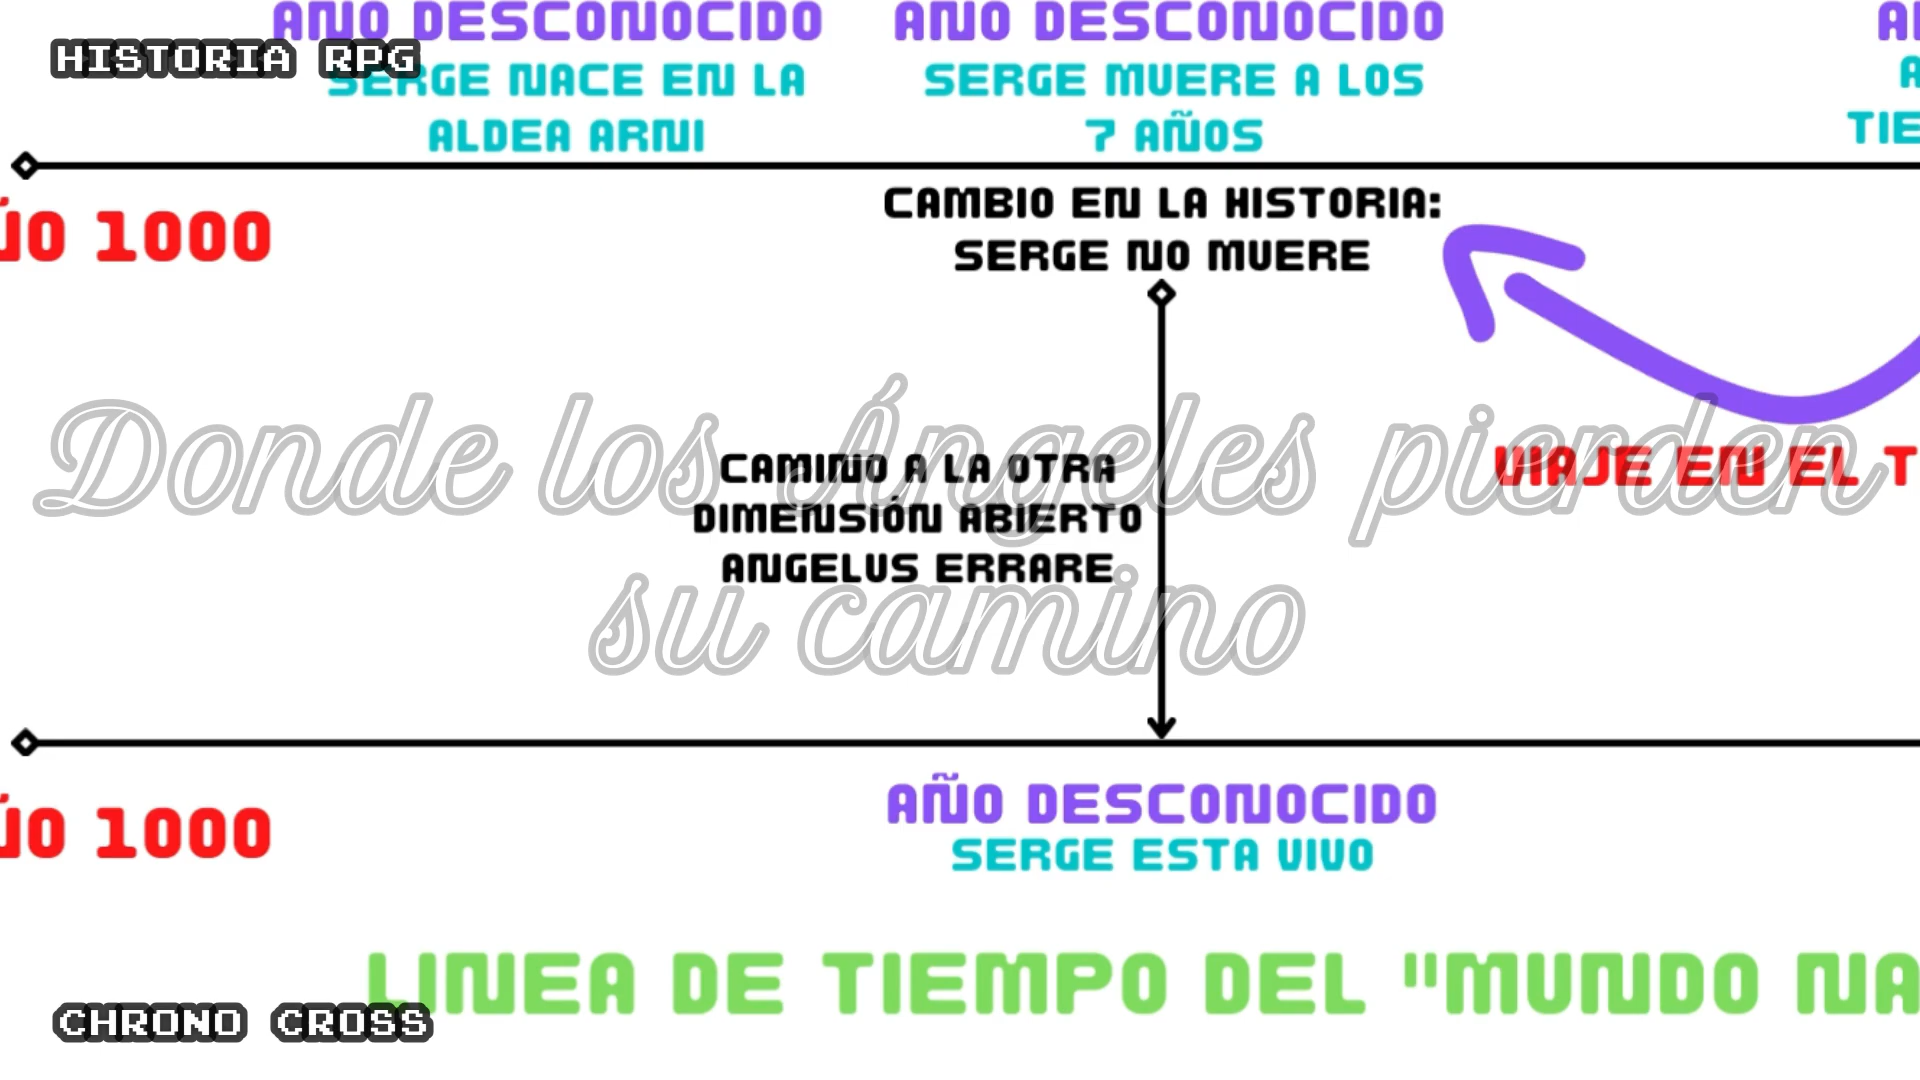 AÑO DESCONOCIDO
SERGE NACE EN LA
ALDEA ARNI
AÑO DESCONOCIDO
SERGE MUERE A LOS
7 AÑOS
HISTORIA RPG
1000
CAMBIO EN LA HISTORIA:
SERGE NO MUERE
Donde los Ángeles pierden
su camino
CAMINO A LA OTRA
DIMENSIÓN ABIERTO
ANGELUS ERRARE
VIAJE EN EL T
1000
AÑO DESCONOCIDO
SERGE ESTA VIVO
LINEA DE TIEMPO DEL "MUNDO NA
CHRONO CROSS